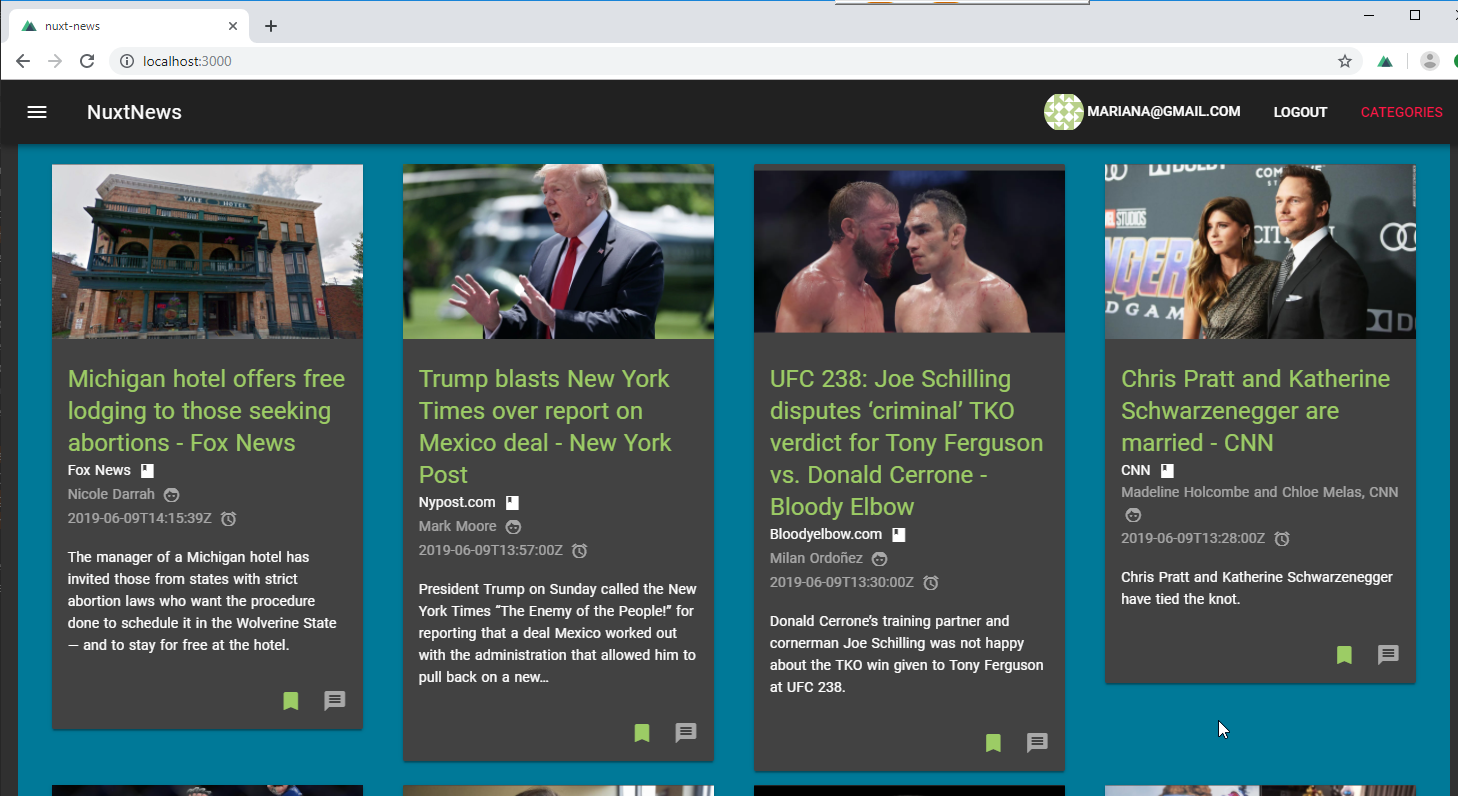 nuxt-news
localhost:3000
NuxtNews
MARIANA@GMAIL.COM
LOGOUT
CATEGORIES
YALE HOTEL
Michigan hotel offers free
lodging to those seeking
abortions - Fox News
Fox News
Nicole Darrah
2019-06-09T14:15:39Z
The manager of a Michigan hotel has
invited those from states with strict
abortion laws who want the procedure
done to schedule it in the Wolverine State
— and to stay for free at the hotel.
Trump blasts New York
Times over report on
Mexico deal - New York
Post
Nypost.com
Mark Moore
2019-06-09T13:57:00Z
President Trump on Sunday called the New
York Times “The Enemy of the People!” for
reporting that a deal Mexico worked out
with the administration that allowed him to
pull back on a new…
UFC 238: Joe Schilling
disputes ‘criminal’ TKO
verdict for Tony Ferguson
vs. Donald Cerrone -
Bloody Elbow
Bloodyelbow.com
Milan Ordoñez
2019-06-09T13:30:00Z
Donald Cerrone’s training partner and
cornerman Joe Schilling was not happy
about the TKO win given to Tony Ferguson
at UFC 238.
STUDIOS
CITI
NGER
DGAM
Chris Pratt and Katherine
Schwarzenegger are
married - CNN
CNN
Madeline Holcombe and Chloe Melas, CNN
2019-06-09T13:28:00Z
Chris Pratt and Katherine Schwarzenegger
have tied the knot.